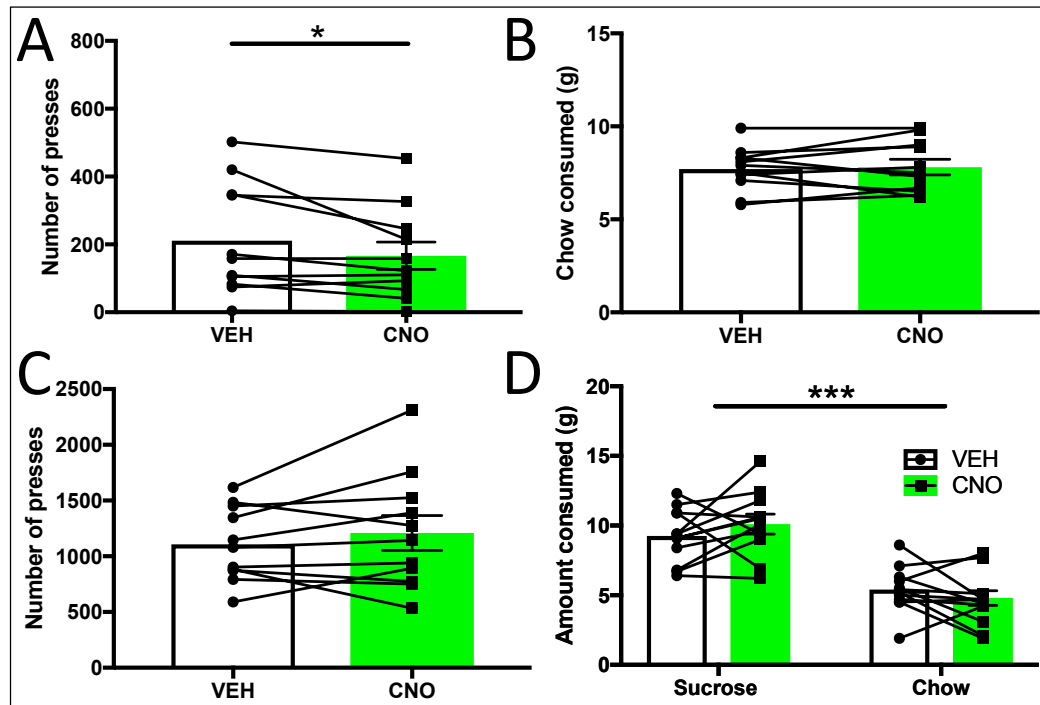 A
Number of presses
800
600
400
200
0
*
VEH
CNO
B
Chow consumed (g)
15
10
5
0
VEH
CNO
C
Number of presses
2500
2000
1500
1000
500
0
VEH
CNO
D
Amount consumed (g)
20
15
10
5
0
***
VEH
CNO
Sucrose
Chow